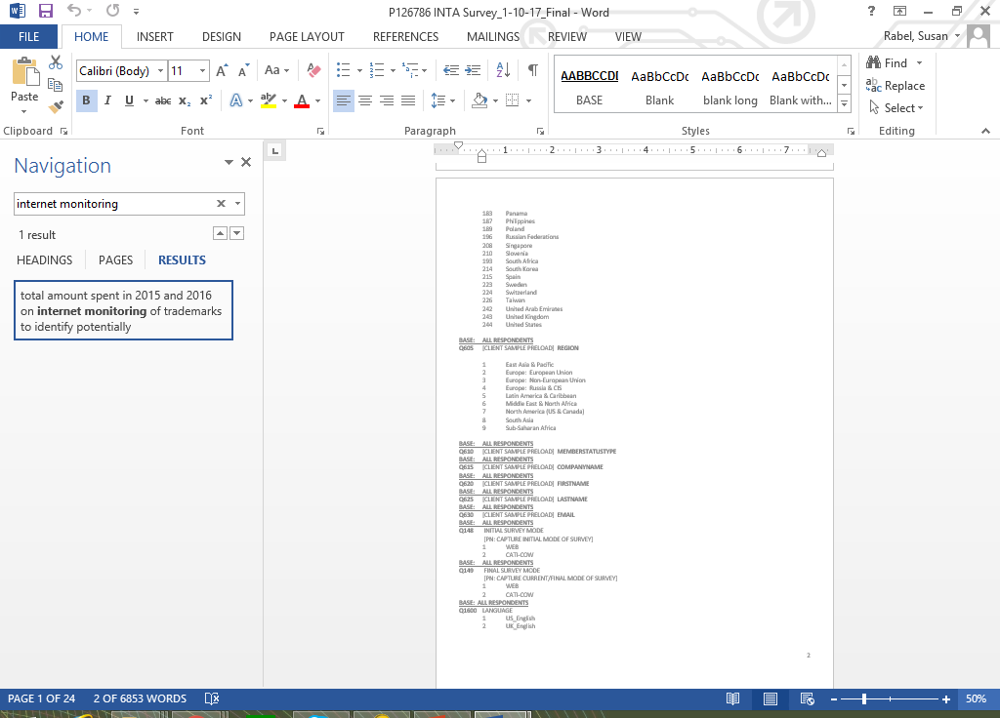 P126786 INTA Survey_1-10-17_Final - Word
FILE HOME INSERT DESIGN PAGE LAYOUT REFERENCES MAILINGS REVIEW VIEW Rabel, Susan
Paste
Calibri (Body) 11
AABBCCDI AaBbCcDc AaBbCcDc AaBbCcDc
BASE Blank blank long Blank with...
Find
Replace
Select
Clipboard Font Paragraph Styles Editing
Navigation
internet monitoring
1 result
HEADINGS PAGES RESULTS
total amount spent in 2015 and 2016
on internet monitoring of trademarks
to identify potentially
1 2 3 4 5 6 7
183 Panama
187 Philippines
189 Poland
196 Russian Federations
208 Singapore
210 Slovenia
193 South Africa
214 South Korea
215 Spain
223 Sweden
224 Switzerland
226 Taiwan
242 United Arab Emirates
243 United Kingdom
244 United States
BASE: ALL RESPONDENTS
Q605 [CLIENT SAMPLE PRELOAD] REGION
1 East Asia & Pacific
2 Europe: European Union
3 Europe: Non-European Union
4 Europe: Russia & CIS
5 Latin America & Caribbean
6 Middle East & North Africa
7 North America (US & Canada)
8 South Asia
9 Sub-Saharan Africa
BASE: ALL RESPONDENTS
Q610 [CLIENT SAMPLE PRELOAD] MEMBERSTATUSTYPE
BASE: ALL RESPONDENTS
Q615 [CLIENT SAMPLE PRELOAD] COMPANYNAME
BASE: ALL RESPONDENTS
Q620 [CLIENT SAMPLE PRELOAD] FIRSTNAME
BASE: ALL RESPONDENTS
Q625 [CLIENT SAMPLE PRELOAD] LASTNAME
BASE: ALL RESPONDENTS
Q630 [CLIENT SAMPLE PRELOAD] EMAIL
BASE: ALL RESPONDENTS
Q148 INITIAL SURVEY MODE
[PN: CAPTURE INITIAL MODE OF SURVEY]
1 WEB
2 CATI-COW
BASE: ALL RESPONDENTS
Q149 FINAL SURVEY MODE
[PN: CAPTURE CURRENT/FINAL MODE OF SURVEY]
1 WEB
2 CATI-COW
BASE: ALL RESPONDENTS
Q1600 LANGUAGE
1 US_English
2 UK_English
2
PAGE 1 OF 24 2 OF 6853 WORDS 50%